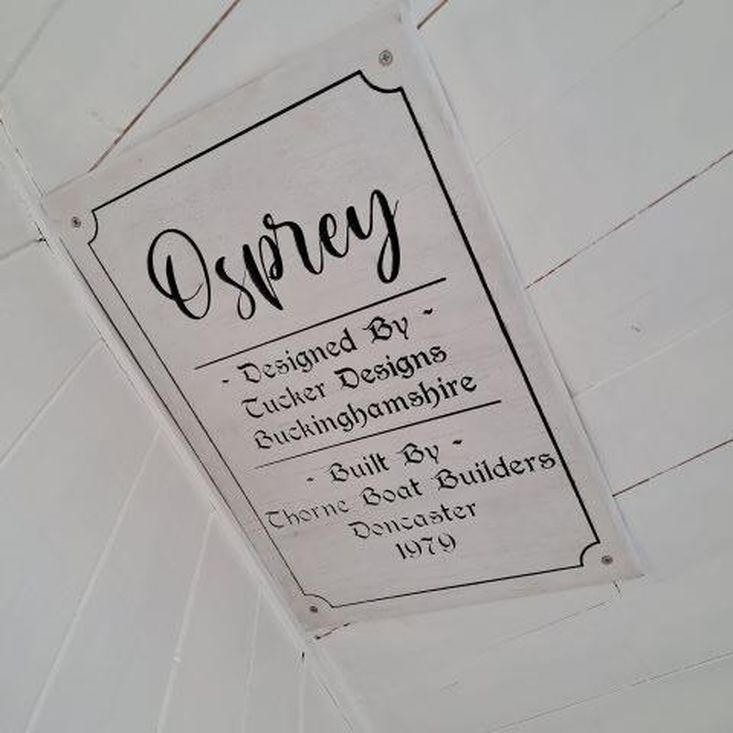 Osprey
- Designed By -
Tucker Designs
Buckinghamshire
- Built By -
Thorne Boat Builders
Doncaster
1979